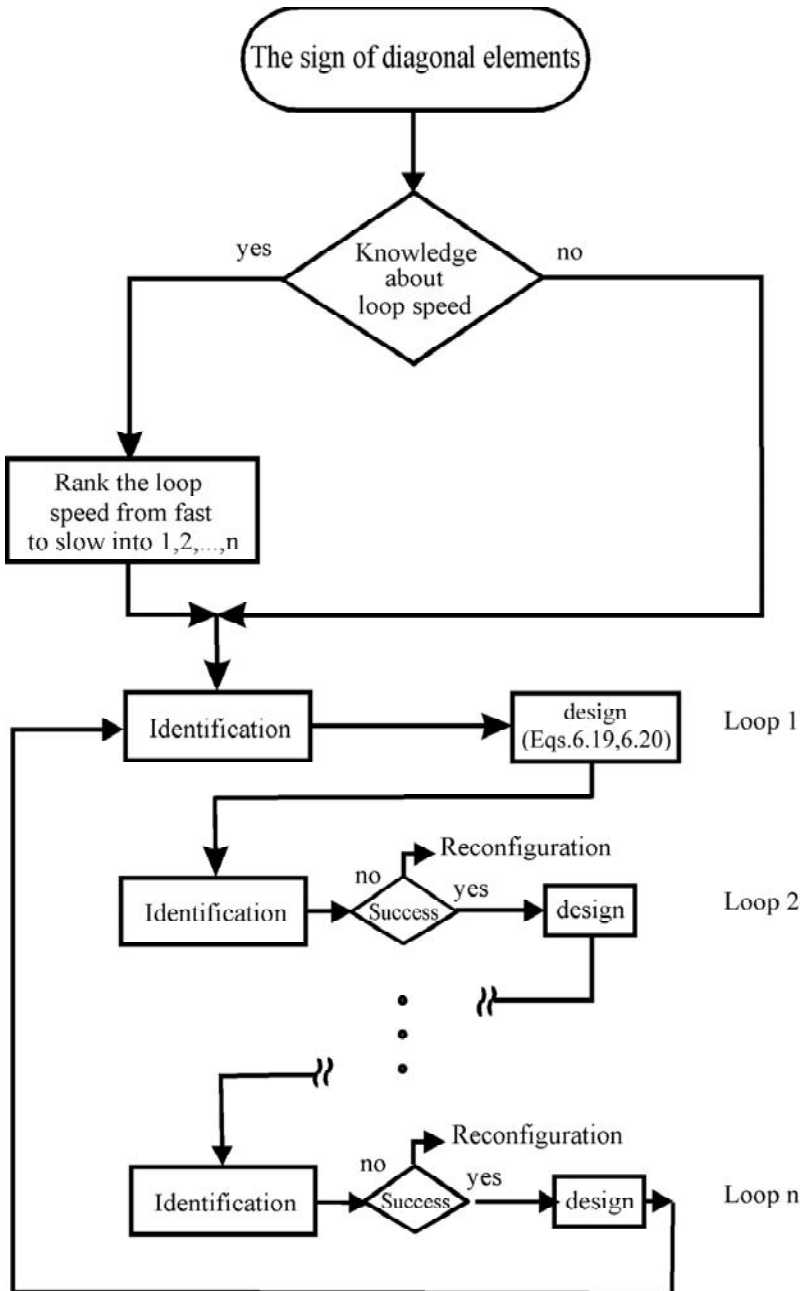 The sign of diagonal elements
yes
Knowledge
about
loop speed
no
Rank the loop
speed from fast
to slow into 1,2,...,n
Identification
design
(Eqs.6.19,6.20)
Loop 1
Reconfiguration
no
yes
Identification
Success
design
Loop 2
Reconfiguration
no
yes
Identification
Success
design
Loop n